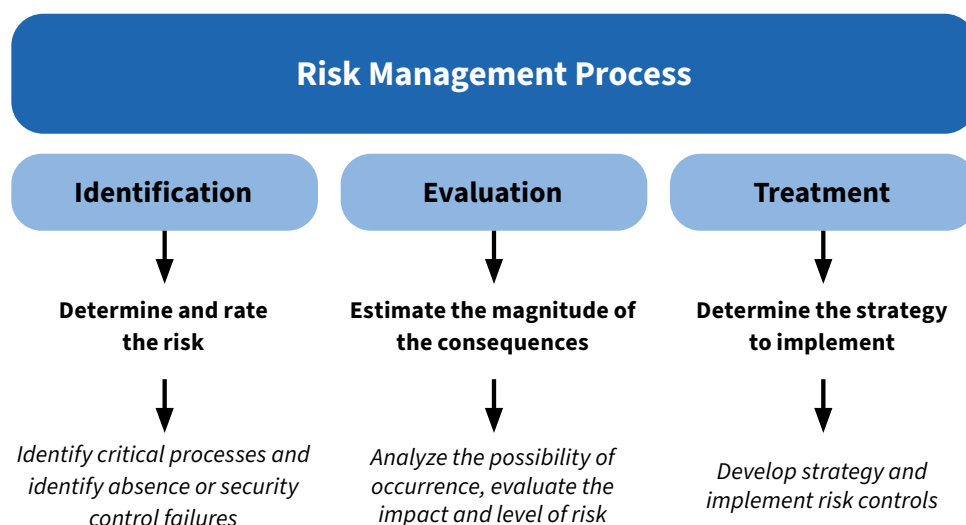 Risk Management Process
Identification
Evaluation
Treatment
Determine and rate
the risk
Estimate the magnitude of
the consequences
Determine the strategy
to implement
Identify critical processes and
identify absence or security
control failures
Analyze the possibility of
occurrence, evaluate the
impact and level of risk
Develop strategy and
implement risk controls